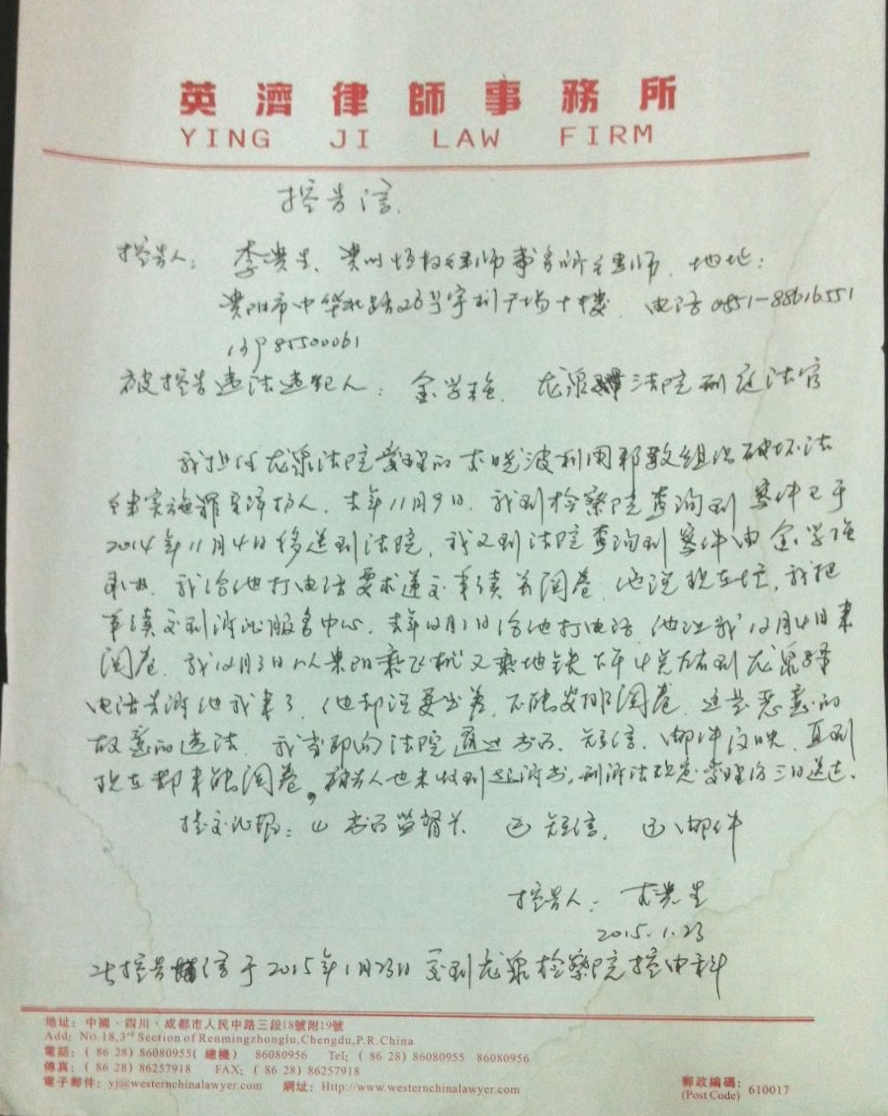 英濟律師事務所
YING JI LAW FIRM
控告信.
控告人: 李贵生、贵州 律师事务所律师. 地址:
贵阳市中华北路26号宇利广场十楼. 电话 0851-88616551
被控告违法违犯人: 金学雄. 龙泉驿法院刑庭法官
我担任龙泉法院受理的 晓波利用邪教组织破坏法
律实施罪 辩护人. 去年11月9日. 我到检察院查询到案件已于
2014年11月4日移送到法院. 我又到法院查询到案件由金学雄
承办. 我给他打电话要求递交手续并阅卷. 他说现在忙. 我把
手续交到诉讼服务中心. 去年12月1日给他打电话. 他让我12月4日来
阅卷. 我12月3日从贵阳乘飞机又乘地铁下午4点左右到龙泉驿
电话告诉他我来了. 他却说要出差. 不能安排阅卷. 这是恶意的
故意的违法. 我当即向法院通过书面、短信、邮件反映. 直到
现在都未能阅卷。被告人也未收到起诉书, 刑诉法规定受理后三日送达.
提交证据: (1) 书面监督 (2) 短信. (3) 邮件
控告人: 李贵生
2015.1.23
此控告信于2015年1月23日交到龙泉检察院控申科
地址: 中國·四川·成都市人民中路三段18號附19號
Add: No.18,3rd Section of Renmingzhonglu,Chengdu,P.R.China
電話: ( 86 28) 86080955( 總機) 86080956 Tel: ( 86 28) 86080955 86080956
傳真: ( 86 28) 86257918 FAX: ( 86 28) 86257918
電子郵件: yj@westernchinalawyer.com 網址: Http://www.westernchinalawyer.com
郵政編碼:
(Post Code) 610017